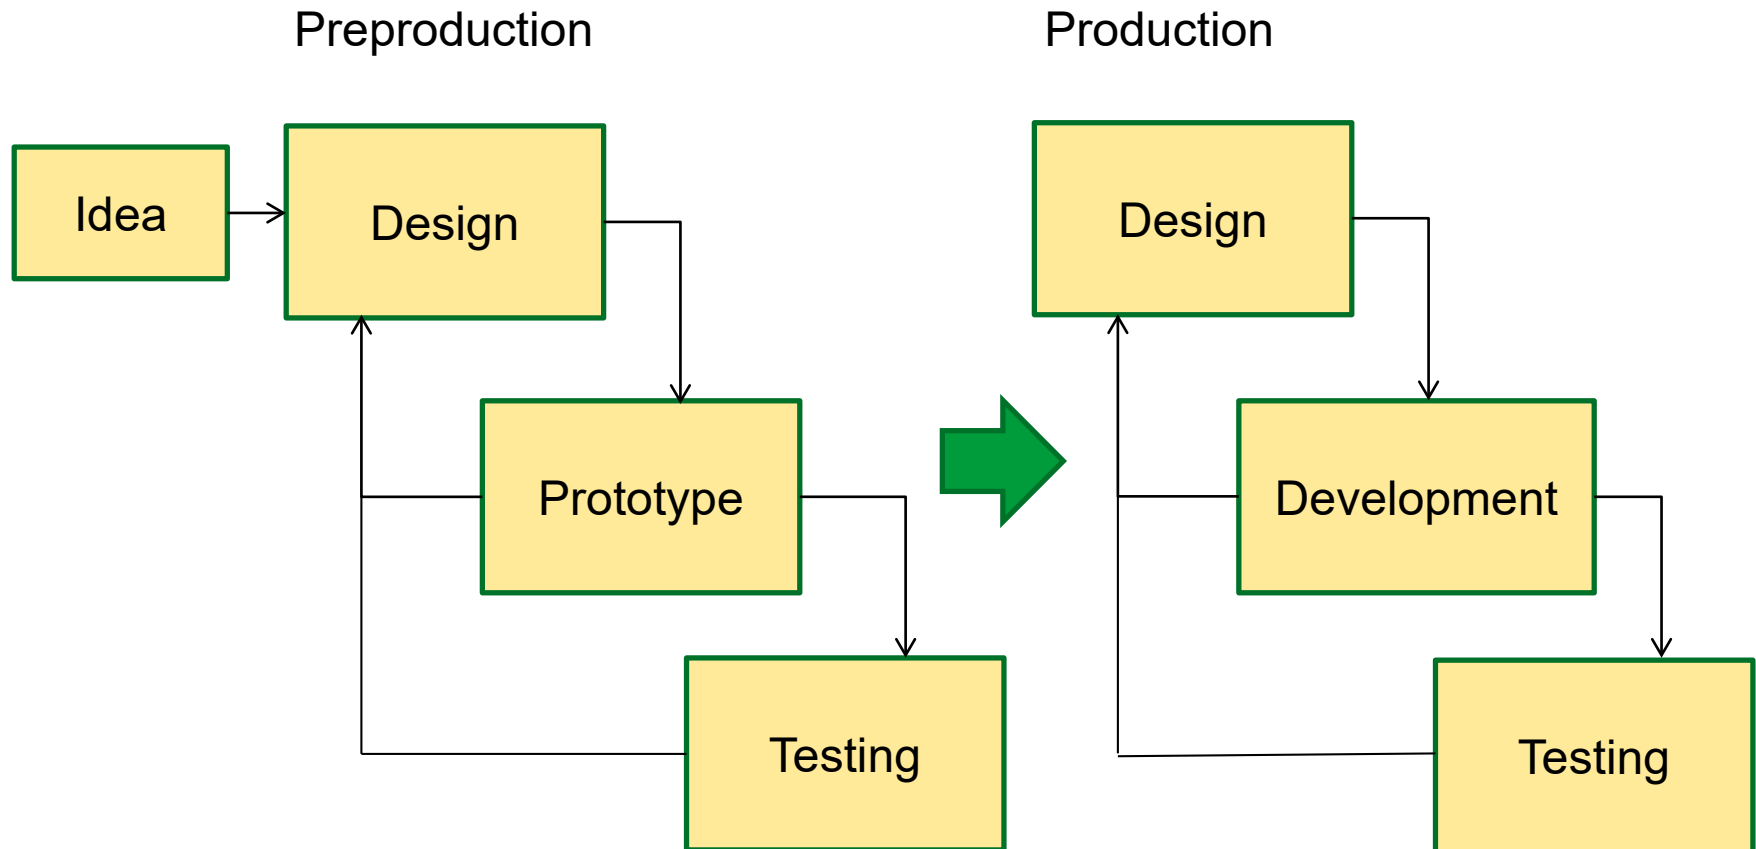 Preproduction
Production
Idea
Design
Design
Prototype
Development
Testing
Testing